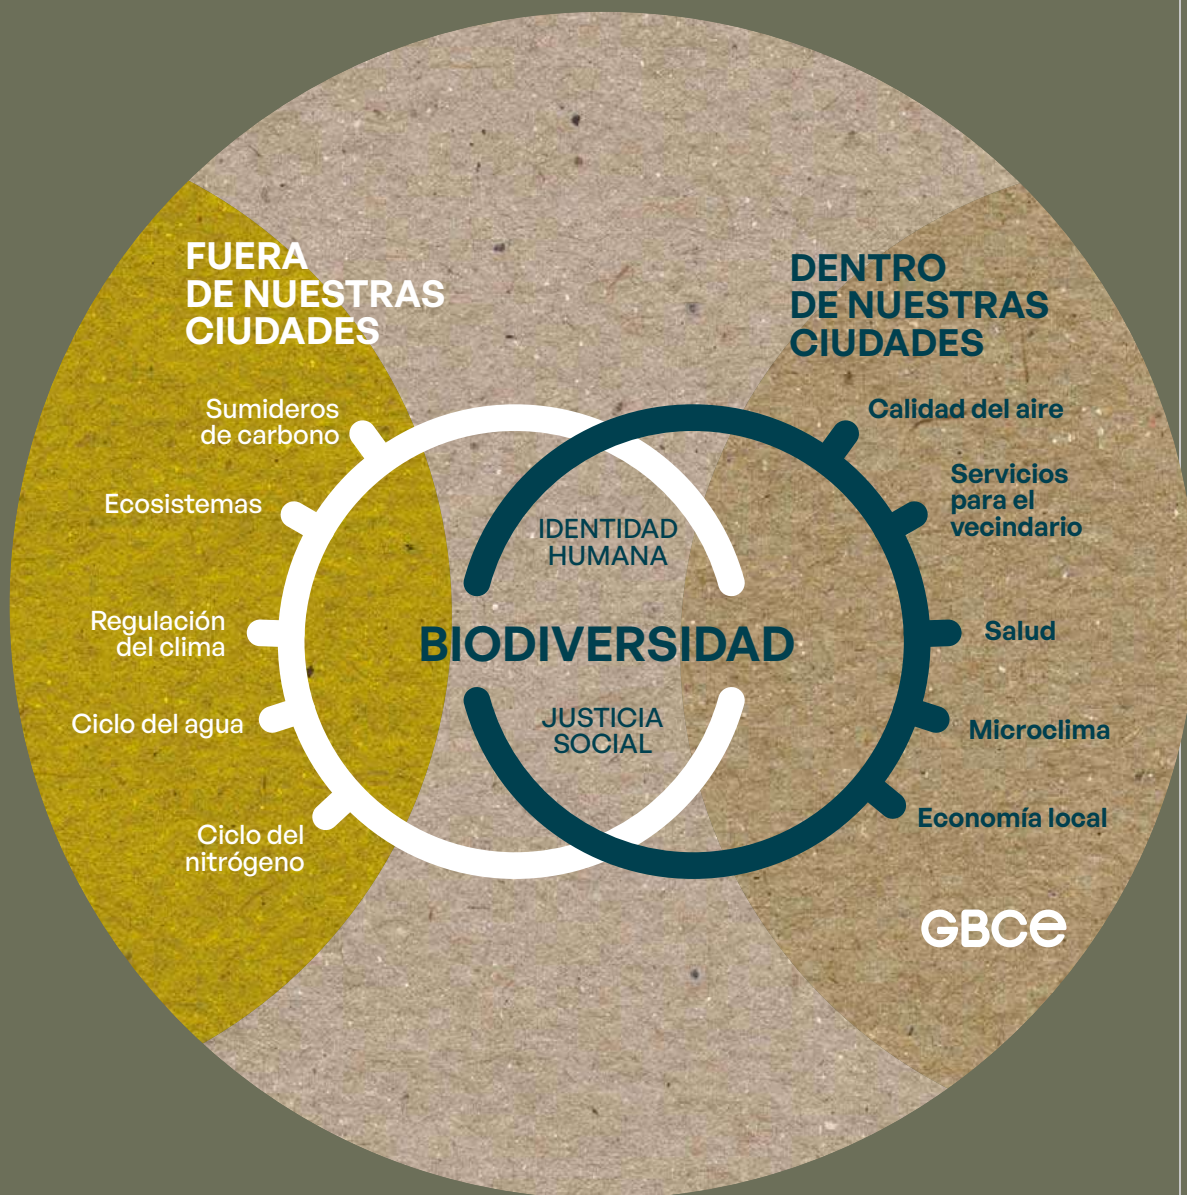 FUERA
DE NUESTRAS
CIUDADES
Sumideros
de carbono
Ecosistemas
Regulación
del clima
Ciclo del agua
Ciclo del
nitrógeno
IDENTIDAD
HUMANA
BIODIVERSIDAD
JUSTICIA
SOCIAL
DENTRO
DE NUESTRAS
CIUDADES
Calidad del aire
Servicios
para el
vecindario
Salud
Microclima
Economía local
GBCe